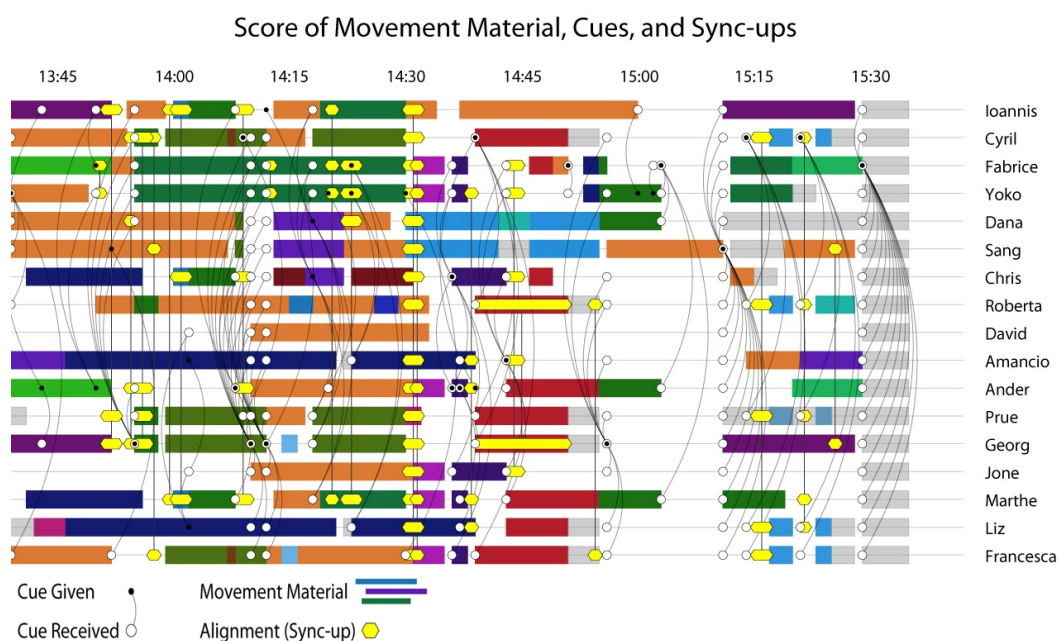 Score of Movement Material, Cues, and Sync-ups
13:45 14:00 14:15 14:30 14:45 15:00 15:15 15:30
Ioannis
Cyril
Fabrice
Yoko
Dana
Sang
Chris
Roberta
David
Amancio
Ander
Prue
Georg
Jone
Marthe
Liz
Francesca
Cue Given Movement Material
Cue Received Alignment (Sync-up)